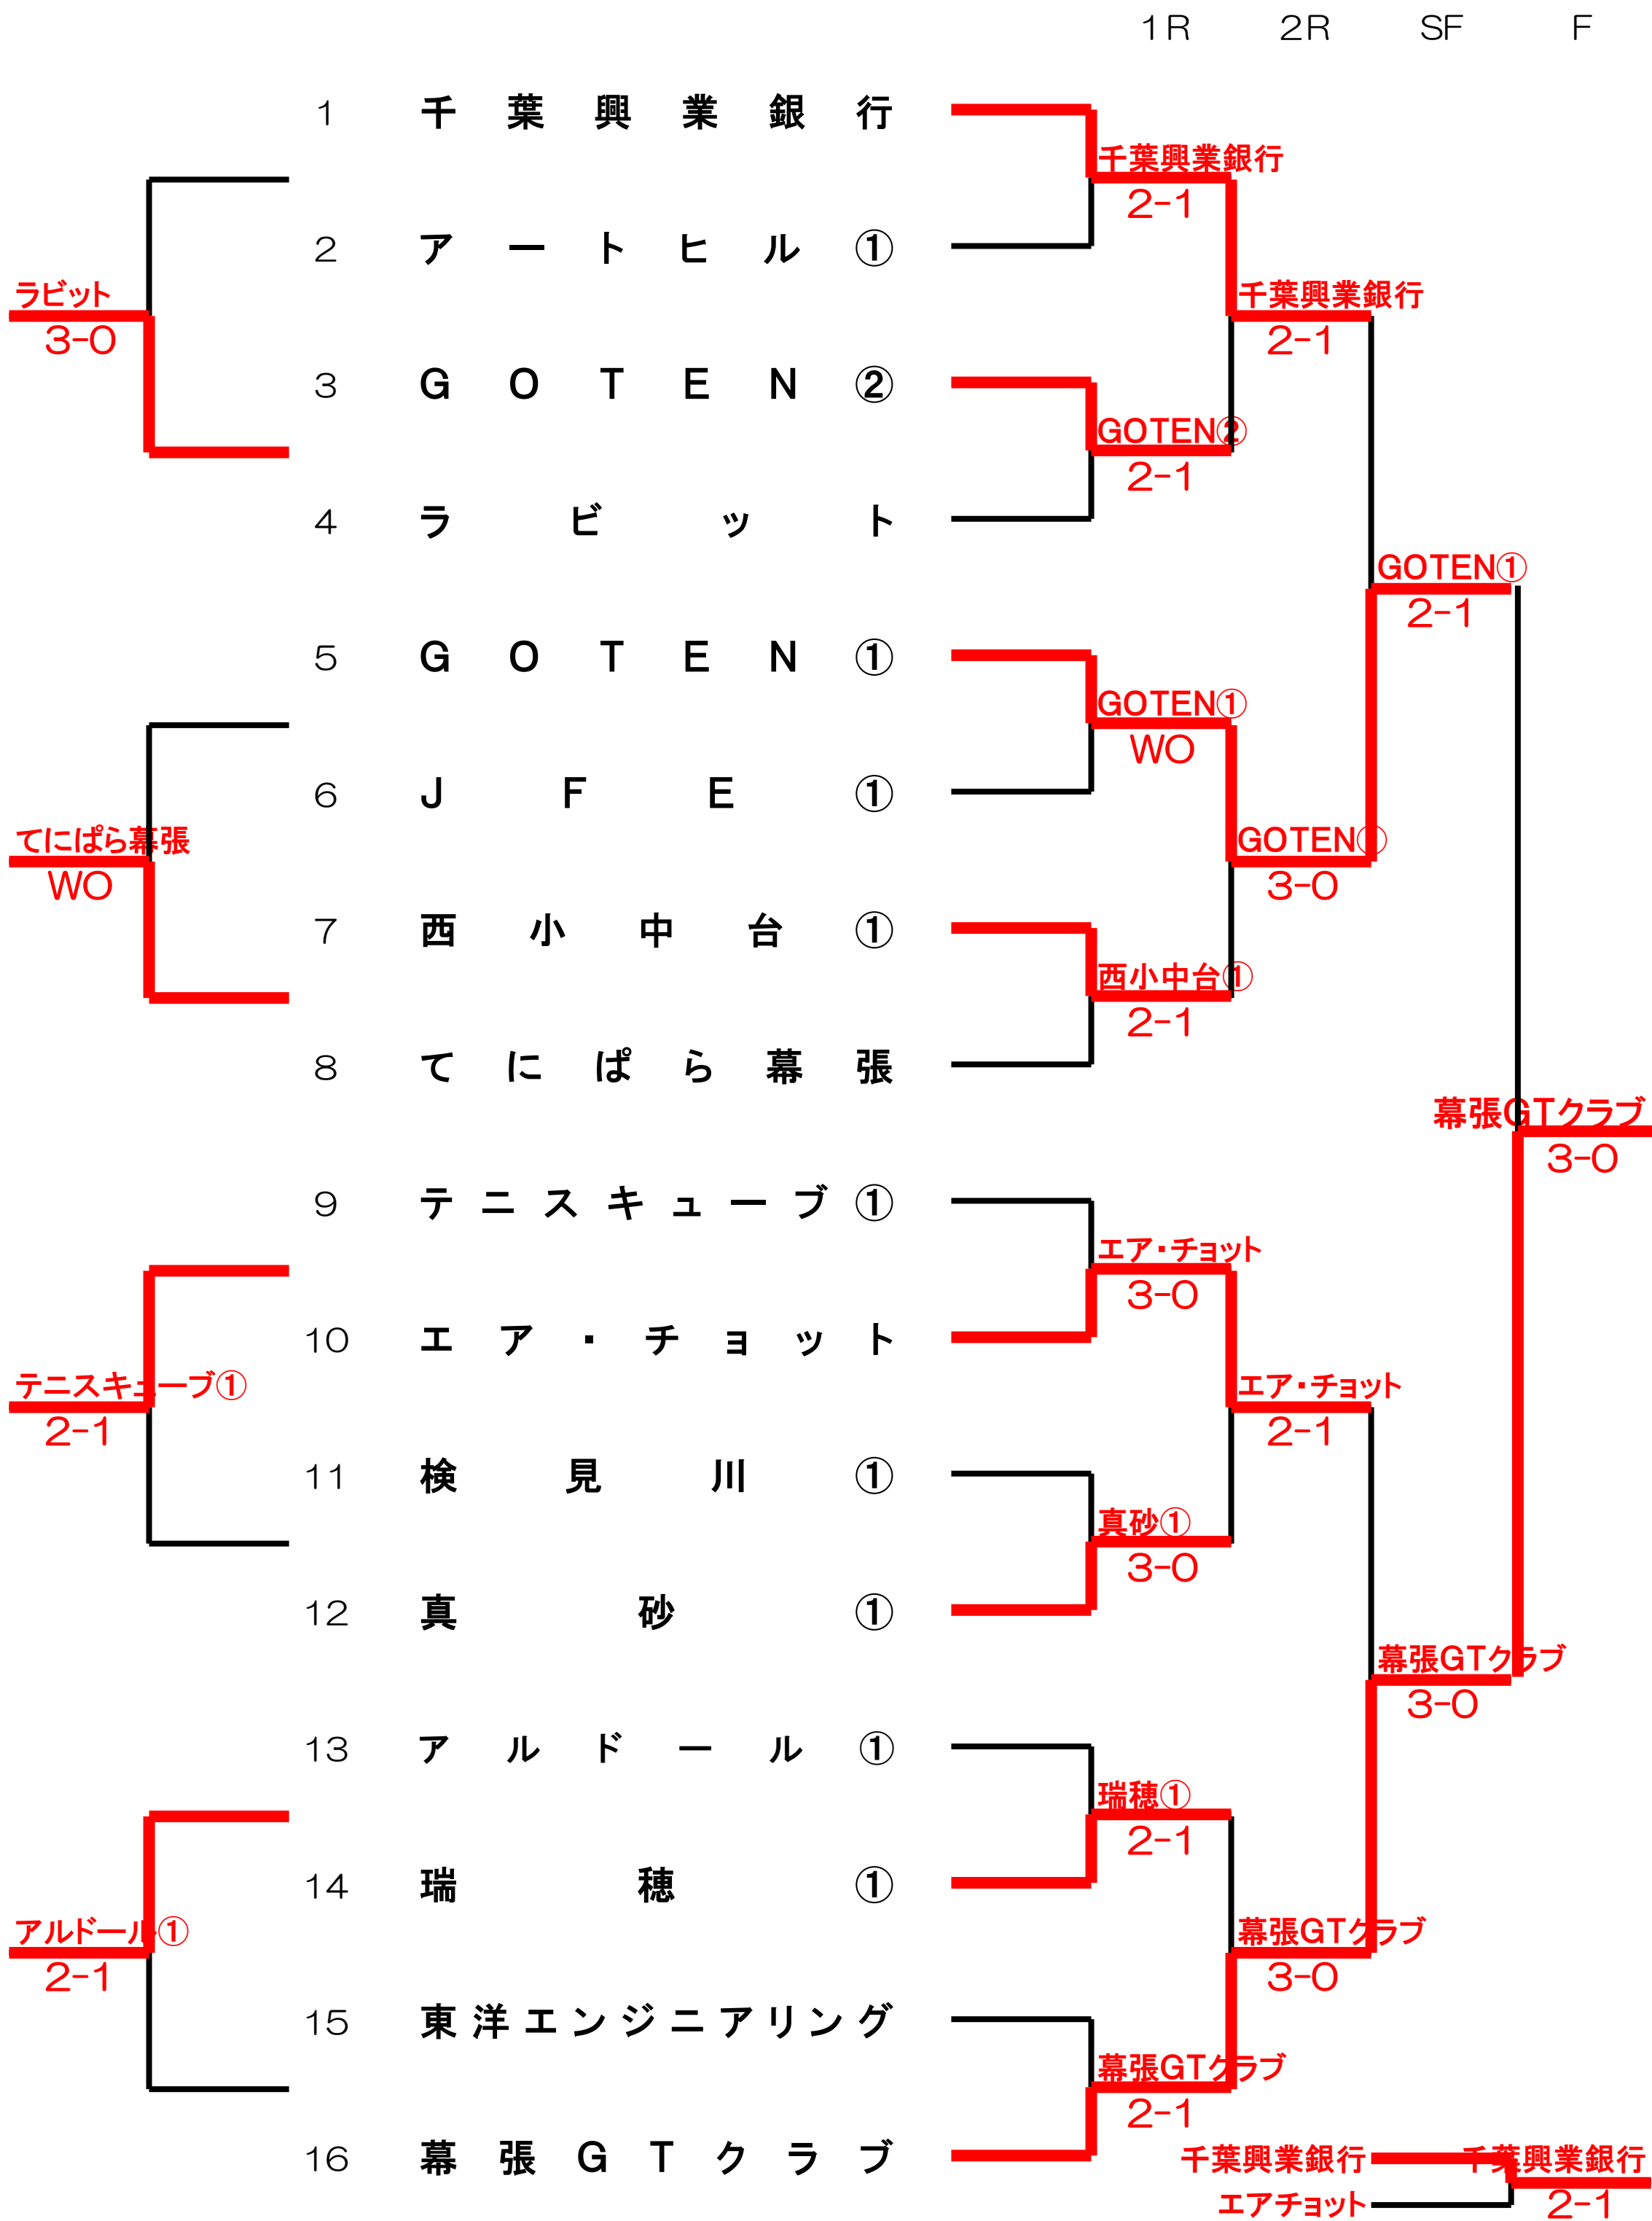 1R 2R SF F
1 千葉興業銀行
千葉興業銀行
2-1
2 アートヒル①
ラビット
3-0
千葉興業銀行
2-1
3 GOTEN②
GOTEN②
2-1
4 ラビット
GOTEN①
2-1
5 GOTEN①
GOTEN①
WO
6 JFE①
てにぱら幕張
WO
GOTEN①
3-0
7 西小中台①
西小中台①
2-1
8 てにぱら幕張
幕張GTクラブ
3-0
9 テニスキューブ①
エア・チョット
3-0
10 エア・チョット
テニスキューブ①
2-1
エア・チョット
2-1
11 検見川①
真砂①
3-0
12 真砂①
幕張GTクラブ
3-0
13 アルドール①
瑞穂①
2-1
14 瑞穂①
アルドール①
2-1
幕張GTクラブ
3-0
15 東洋エンジニアリング
幕張GTクラブ
2-1
16 幕張GTクラブ
千葉興業銀行 千葉興業銀行
エアチョット 2-1